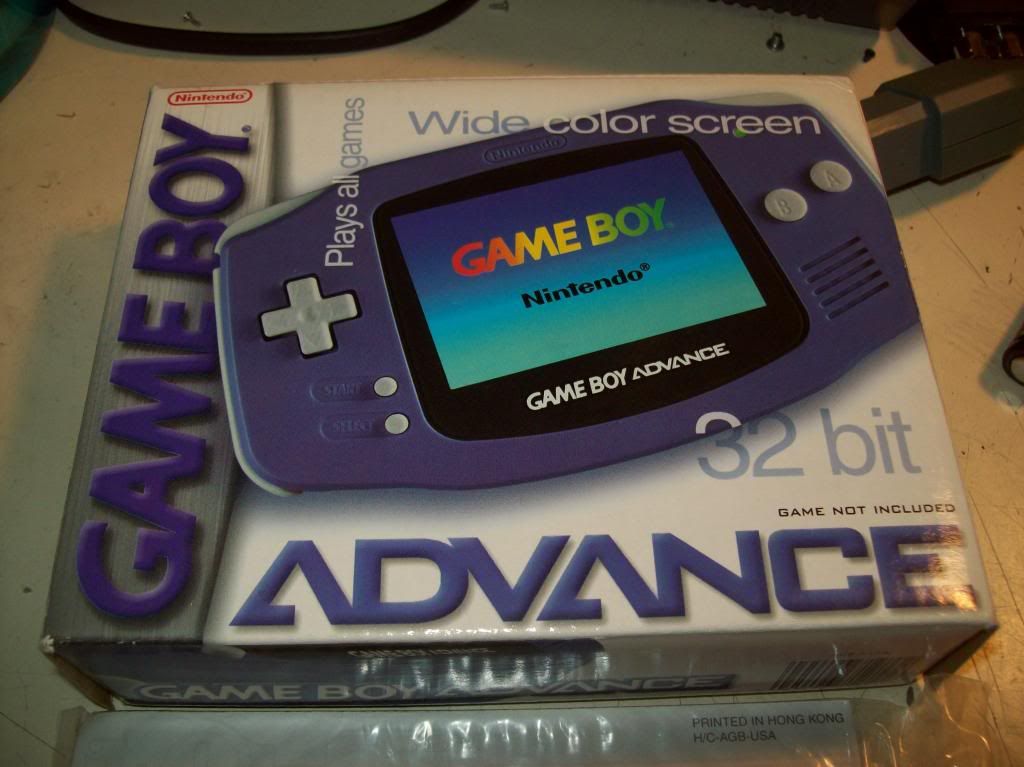 Nintendo
GAME BOY®
Plays all games
Wide color screen
Nintendo
A
B
GAME BOY®
Nintendo®
GAME BOY ADVANCE
START
SELECT
32 bit
GAME NOT INCLUDED
ADVANCE
GAME BOY ADVANCE
PRINTED IN HONG KONG
H/C-AGB-USA